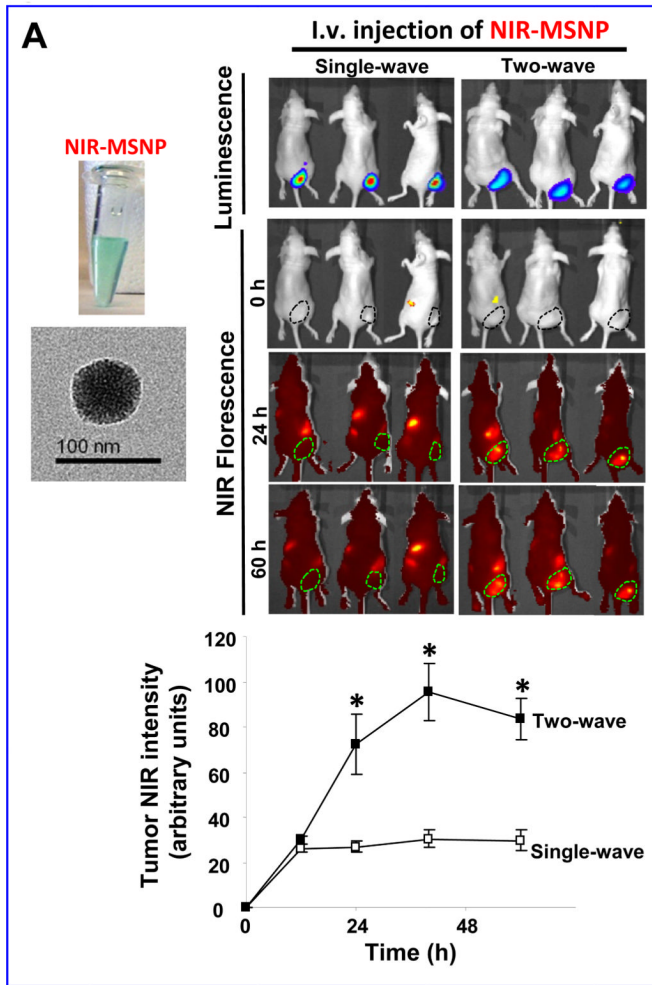 A
I.v. injection of NIR-MSNP
Single-wave
Two-wave
NIR-MSNP
100 nm
Luminescence
NIR Florescence
0 h
24 h
60 h
120
100
80
60
40
20
0
Tumor NIR intensity
(arbitrary units)
*
*
*
Two-wave
Single-wave
0
24
48
Time (h)